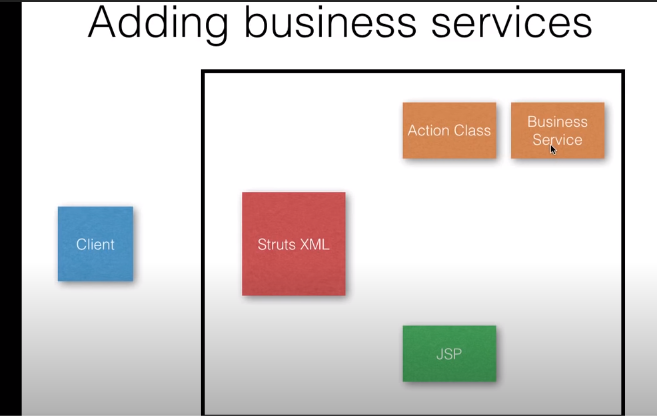 Adding business services
Action Class
Business
Service
Client
Struts XML
JSP